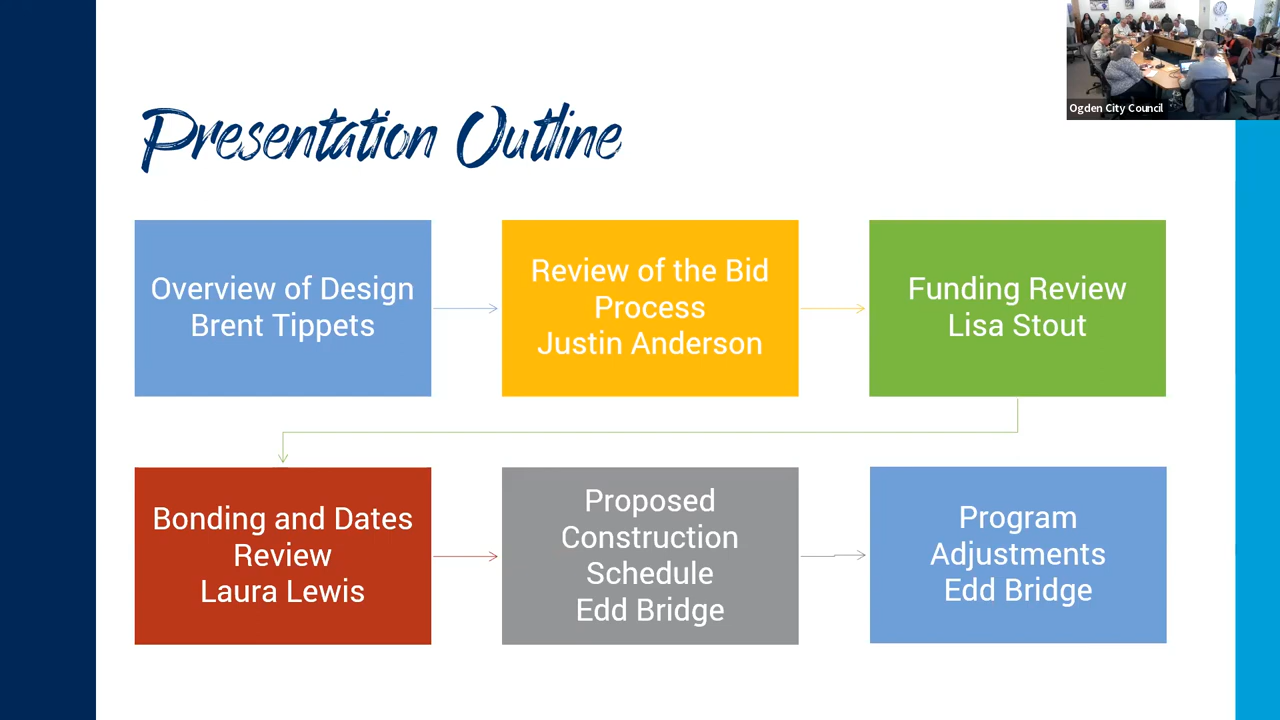 Ogden City Council
Presentation Outline
Overview of Design
Brent Tippets
Review of the Bid
Process
Justin Anderson
Funding Review
Lisa Stout
Bonding and Dates
Review
Laura Lewis
Proposed
Construction
Schedule
Edd Bridge
Program
Adjustments
Edd Bridge